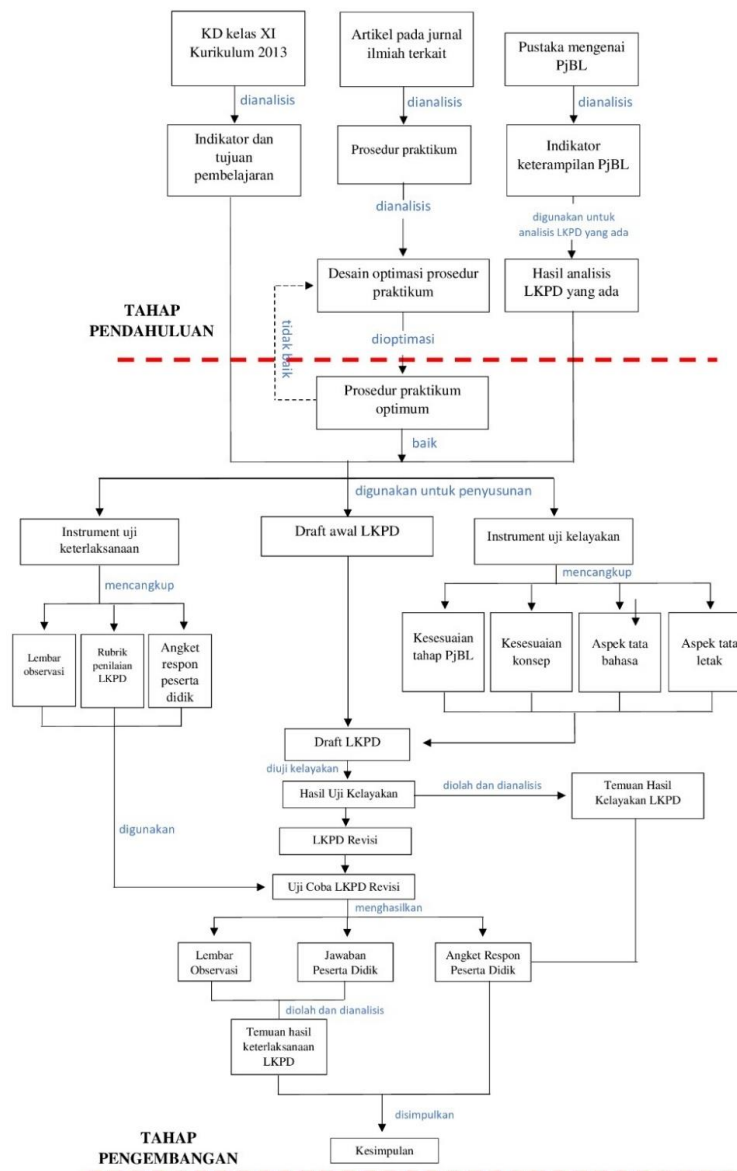 KD kelas XI
Kurikulum 2013
Artikel pada jurnal
ilmiah terkait
Pustaka mengenai
PjBL
dianalisis
dianalisis
dianalisis
Indikator dan
tujuan
pembelajaran
Prosedur praktikum
Indikator
keterampilan PjBL
dianalisis
digunakan untuk
analisis LKPD yang ada
Desain optimasi prosedur
praktikum
Hasil analisis
LKPD yang ada
TAHAP
PENDAHULUAN
tidak baik
dioptimasi
Prosedur praktikum
optimum
baik
digunakan untuk penyusunan
Instrument uji
keterlaksanaan
Draft awal LKPD
Instrument uji kelayakan
mencangkup
mencangkup
Lembar
observasi
Rubrik
penilaian
LKPD
Angket
respon
peserta
didik
Kesesuaian
tahap PjBL
Kesesuaian
konsep
Aspek tata
bahasa
Aspek tata
letak
Draft LKPD
diuji kelayakan
Hasil Uji Kelayakan
diolah dan dianalisis
Temuan Hasil
Kelayakan LKPD
digunakan
LKPD Revisi
Uji Coba LKPD Revisi
menghasilkan
Lembar
Observasi
Jawaban
Peserta Didik
Angket Respon
Peserta Didik
diolah dan dianalisis
Temuan hasil
keterlaksanaan
LKPD
disimpulkan
Kesimpulan
TAHAP
PENGEMBANGAN